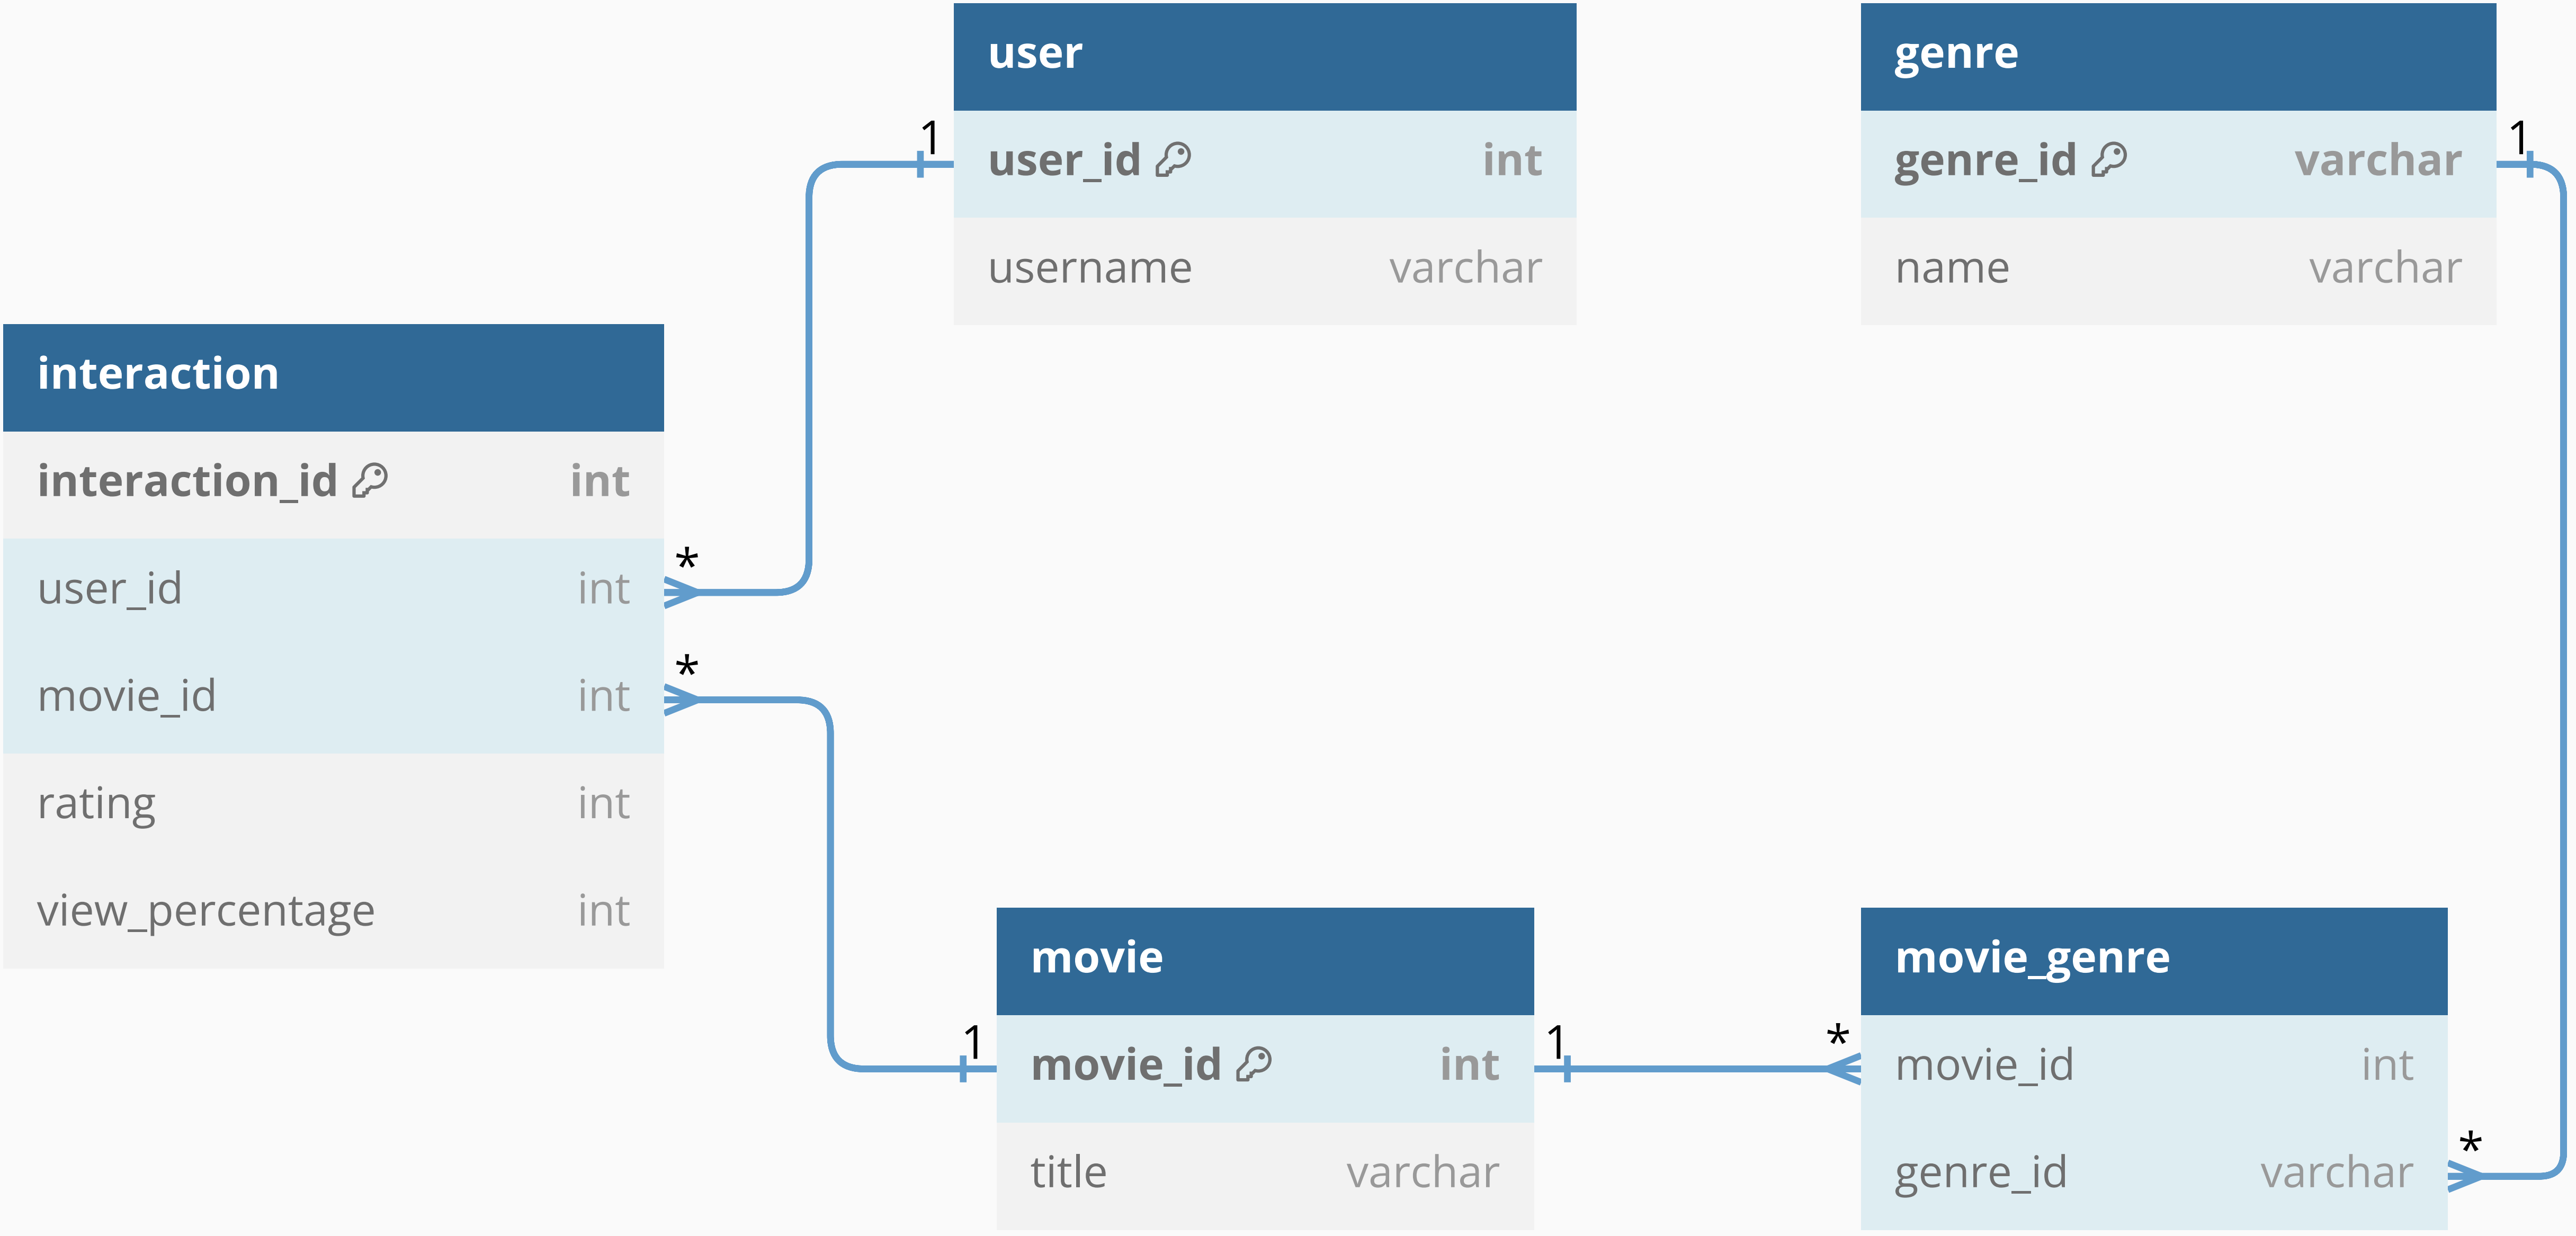 user
user_id int
username varchar
1
genre
genre_id varchar
name varchar
1
interaction
interaction_id int
user_id int
movie_id int
rating int
view_percentage int
*
*
movie
movie_id int
title varchar
1
1
movie_genre
movie_id int
genre_id varchar
*
*